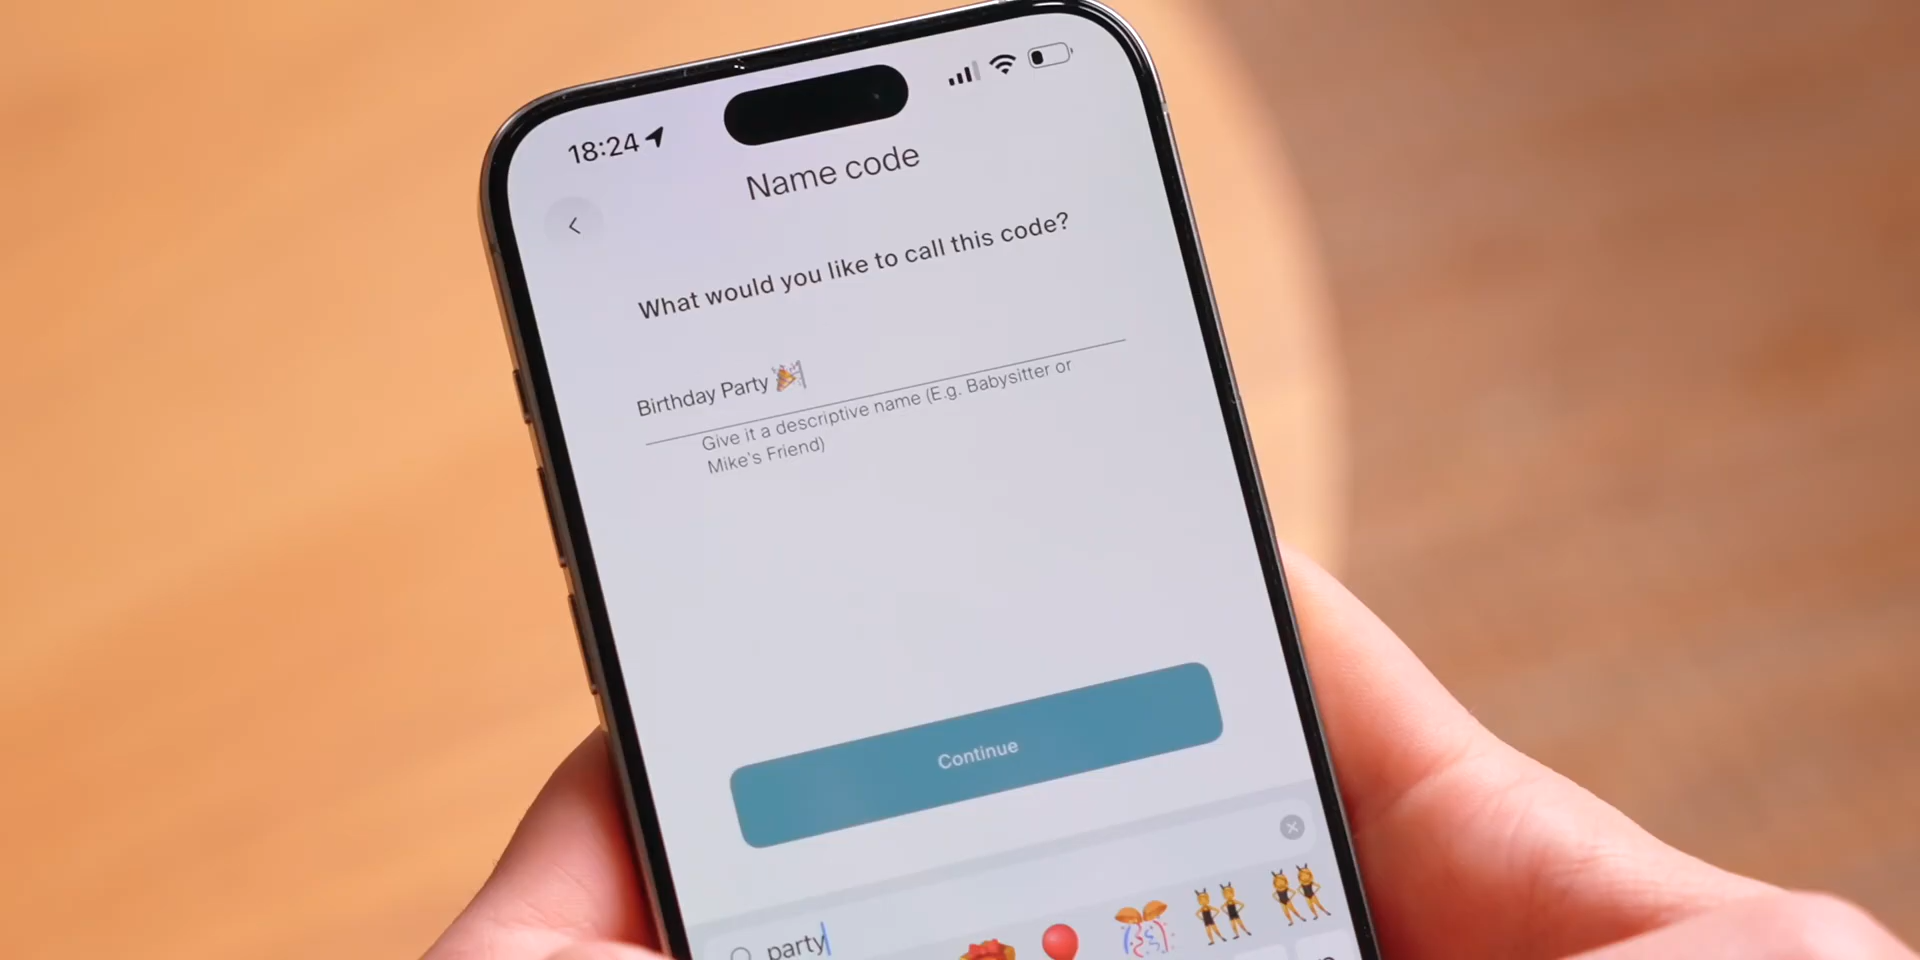 18:24
Name code
What would you like to call this code?
Birthday Party 🎉
Give it a descriptive name (E.g. Babysitter or
Mike's Friend)
Continue
party